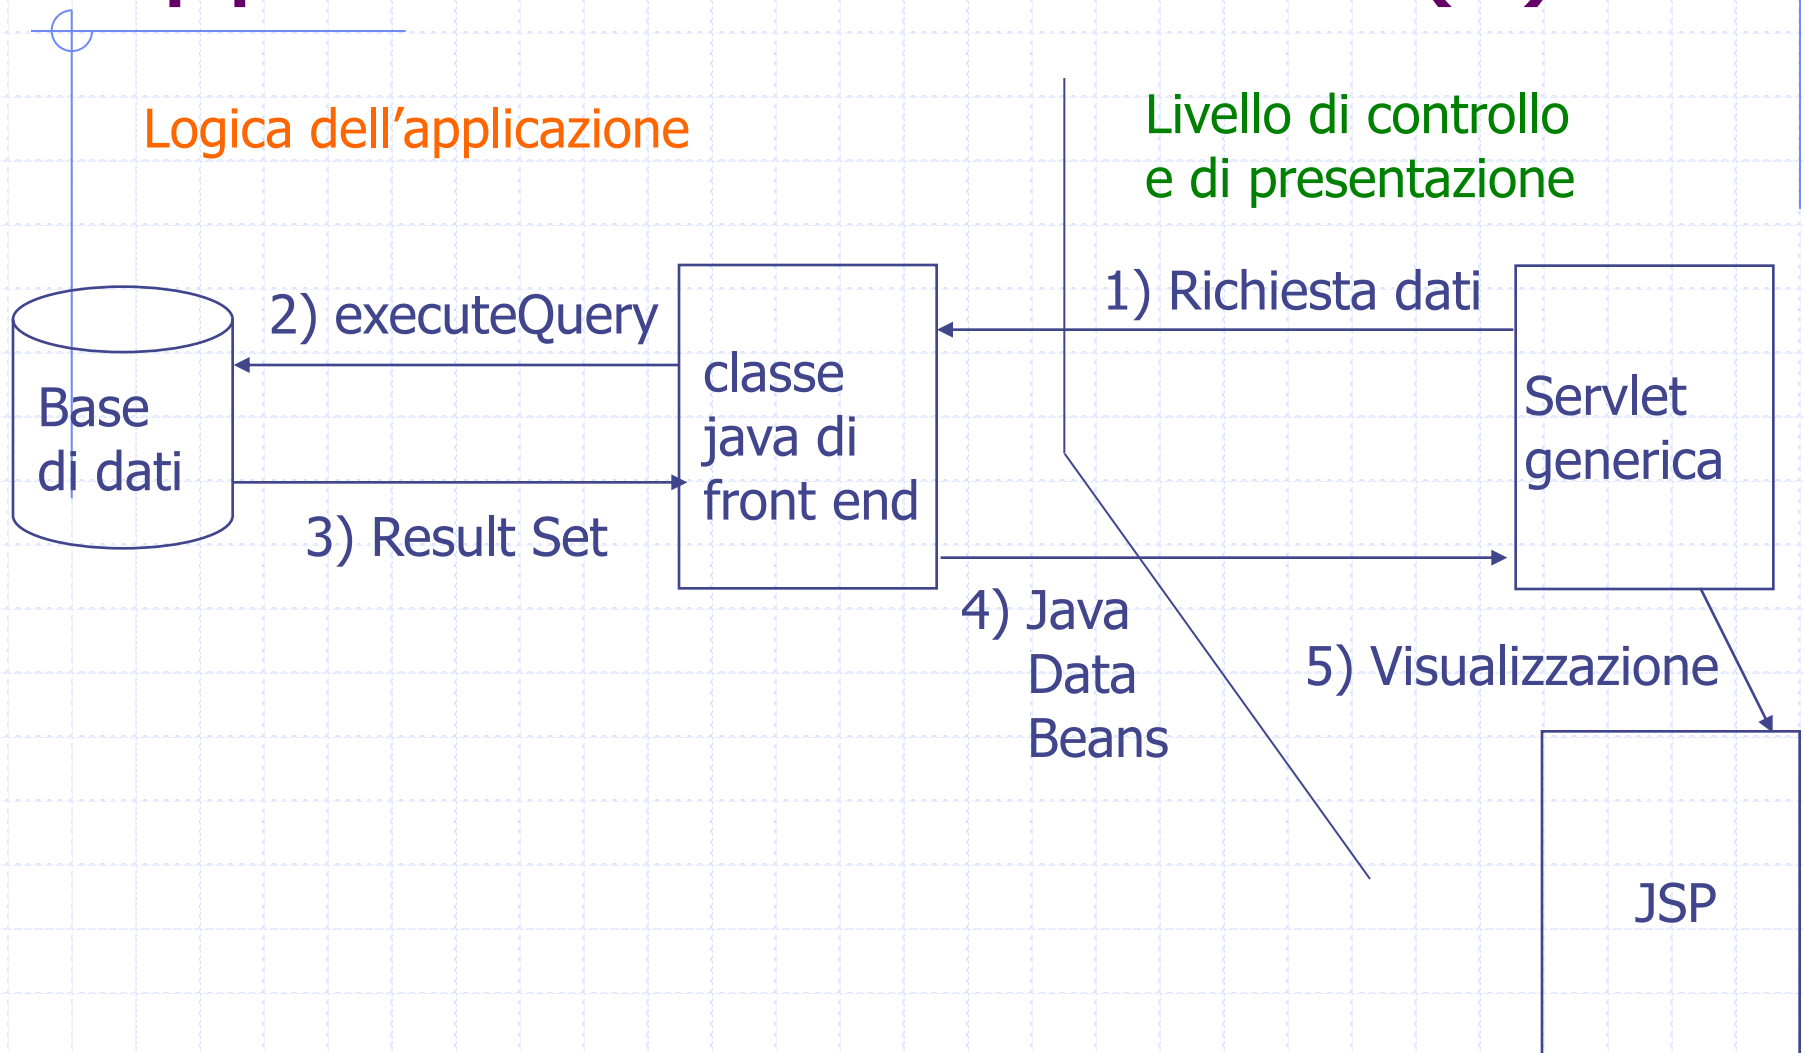 Logica dell’applicazione
Livello di controllo
e di presentazione
1) Richiesta dati
2) executeQuery
classe
java di
front end
Servlet
generica
Base
di dati
3) Result Set
4) Java
Data
Beans
5) Visualizzazione
JSP